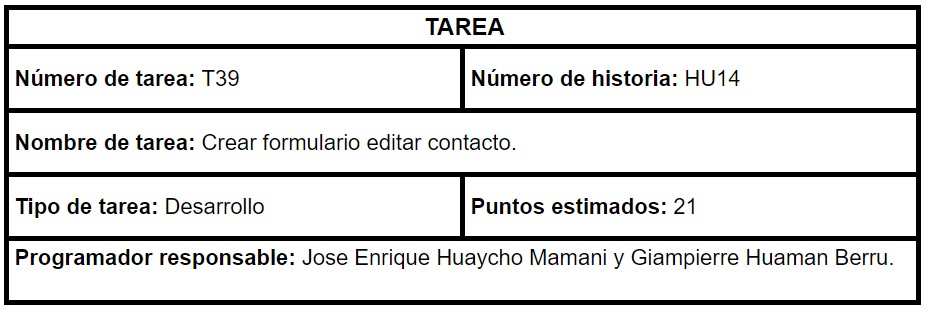 TAREA
Número de tarea: T39
Número de historia: HU14
Nombre de tarea: Crear formulario editar contacto.
Tipo de tarea: Desarrollo
Puntos estimados: 21
Programador responsable: Jose Enrique Huaycho Mamani y Giampierre Huaman Berru.